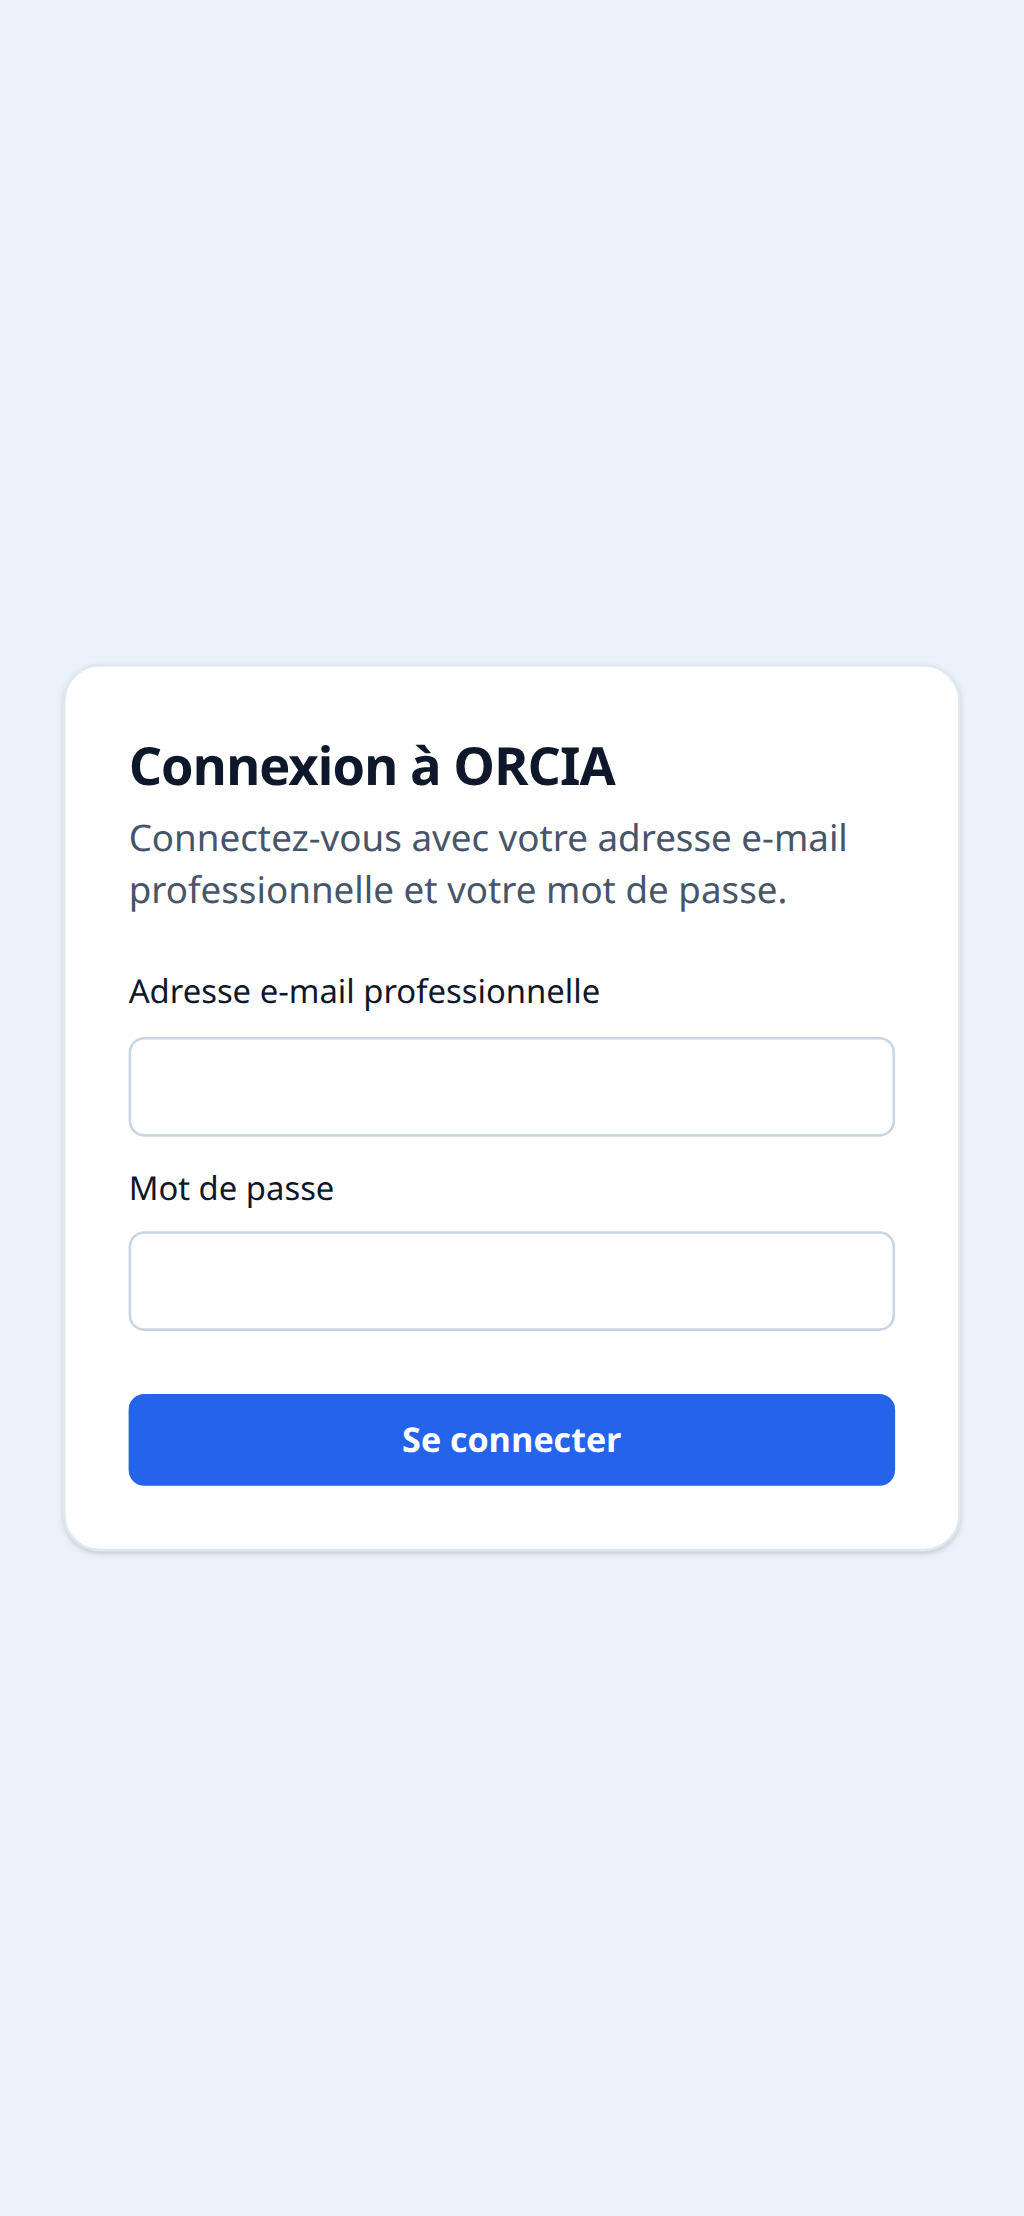 Connexion à ORCIA
Connectez-vous avec votre adresse e-mail
professionnelle et votre mot de passe.
Adresse e-mail professionnelle
Mot de passe
Se connecter